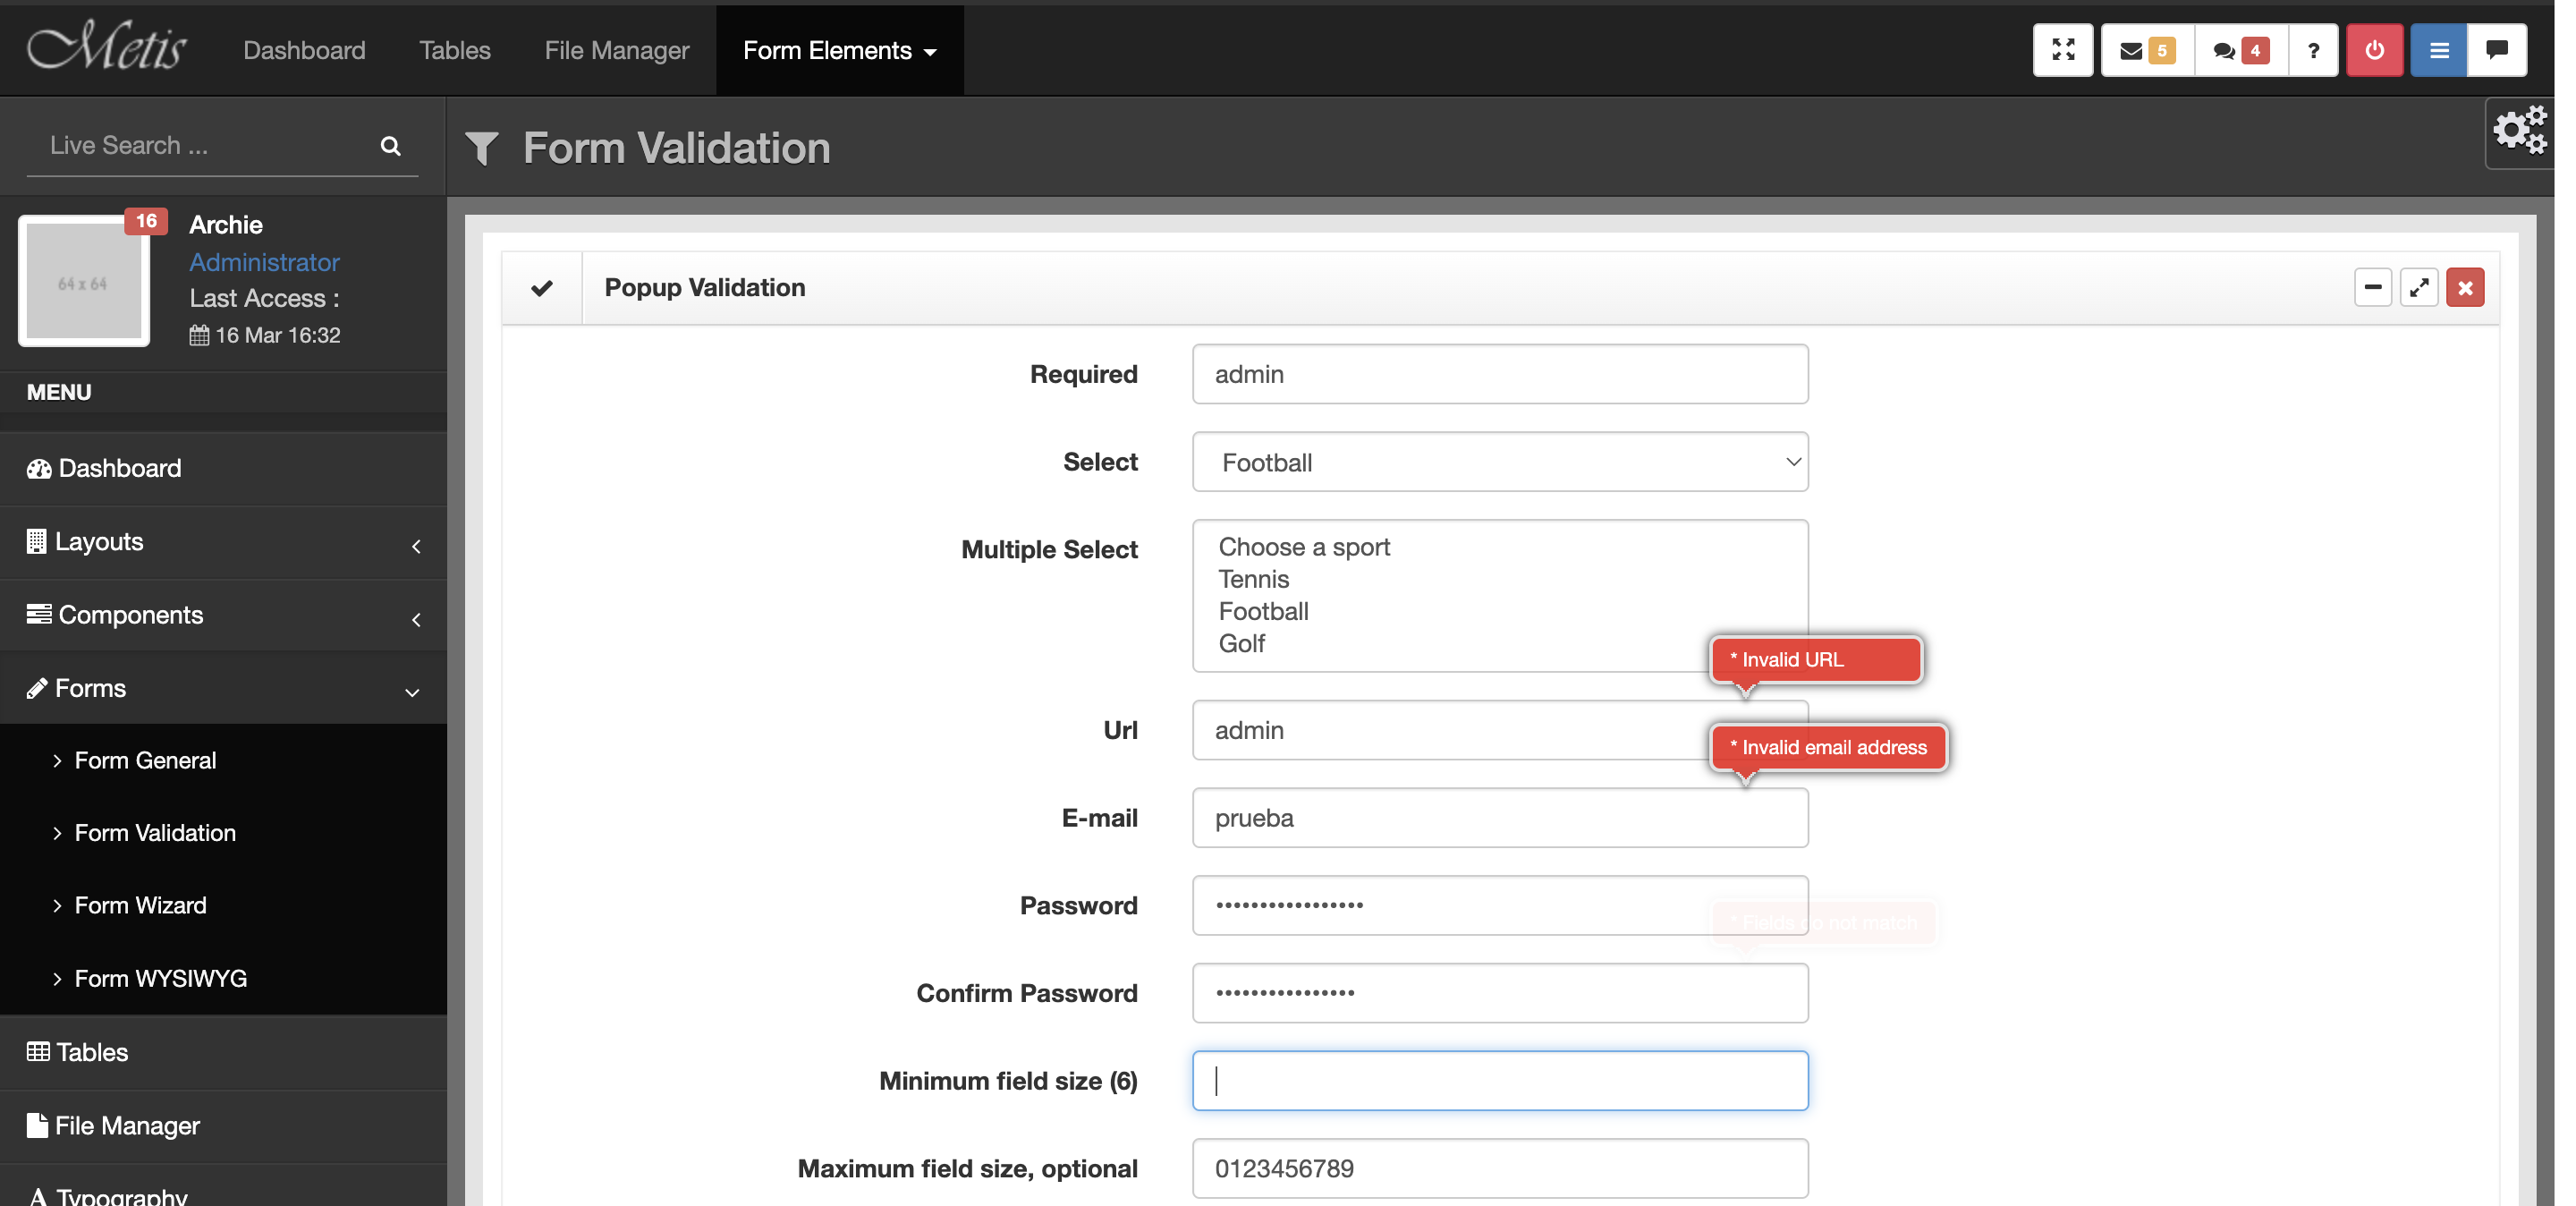 Metis
Dashboard
Tables
File Manager
Form Elements
5
4
?
Live Search ...
Form Validation
16
64 x 64
Archie
Administrator
Last Access :
16 Mar 16:32
MENU
Dashboard
Layouts
Components
Forms
Form General
Form Validation
Form Wizard
Form WYSIWYG
Tables
File Manager
Typography
Popup Validation
Required
admin
Select
Football
Multiple Select
Choose a sport
Tennis
Football
Golf
* Invalid URL
Url
admin
* Invalid email address
E-mail
prueba
Password
•••••••••••••••••
* Fields do not match
Confirm Password
••••••••••••••••
Minimum field size (6)
Maximum field size, optional
0123456789